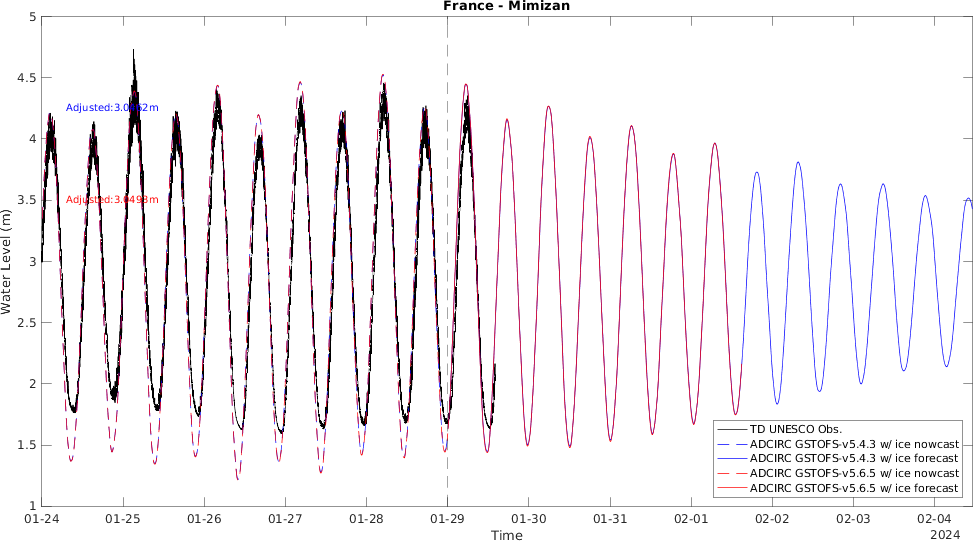 France - Mimizan
5
4.5
4
3.5
3
2.5
2
1.5
1
Water Level (m)
Adjusted:3.0462m
Adjusted:3.0493m
TD UNESCO Obs.
ADCIRC GSTOFS-v5.4.3 w/ ice nowcast
ADCIRC GSTOFS-v5.4.3 w/ ice forecast
ADCIRC GSTOFS-v5.6.5 w/ ice nowcast
ADCIRC GSTOFS-v5.6.5 w/ ice forecast
01-24 01-25 01-26 01-27 01-28 01-29 01-30 01-31 02-01 02-02 02-03 02-04
Time
2024